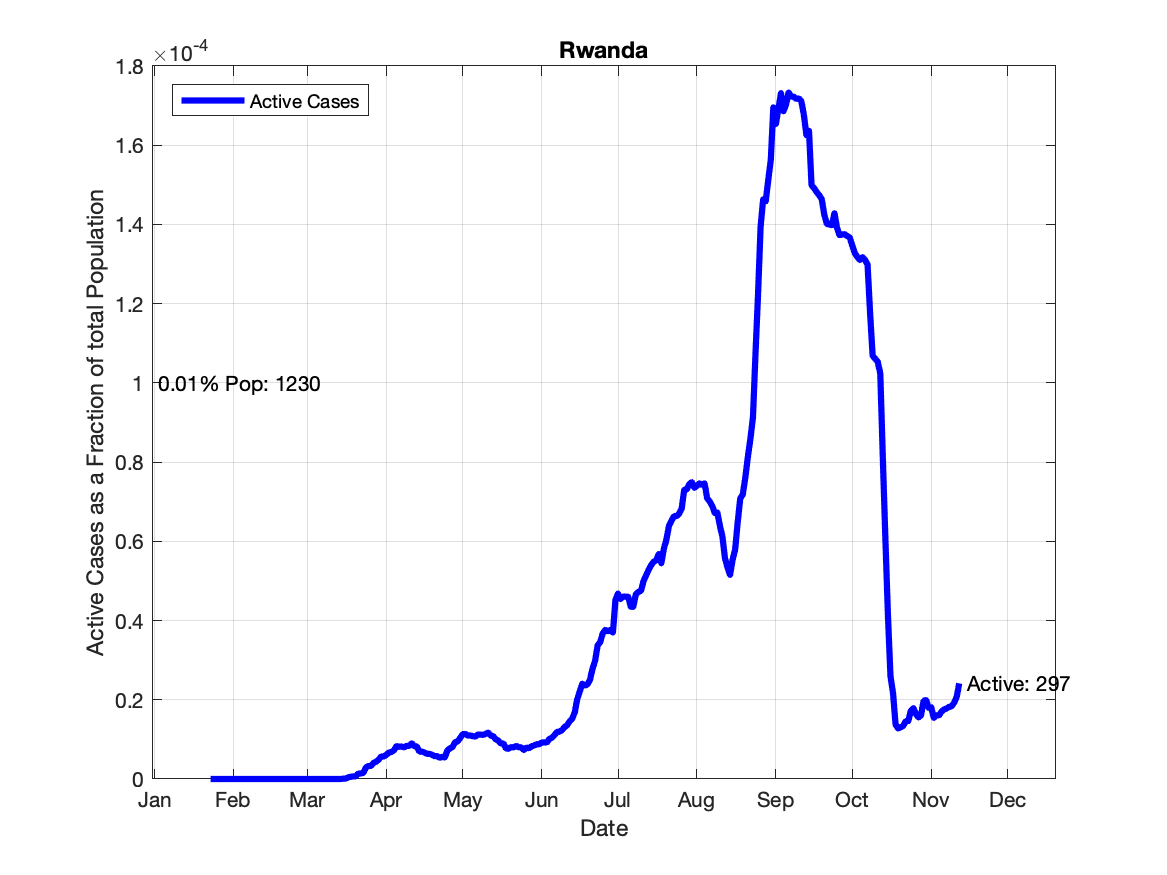 Rwanda
×10-4
Active Cases
1.8
1.6
1.4
1.2
1
0.8
0.6
0.4
0.2
0
0.01% Pop: 1230
Active: 297
Active Cases as a Fraction of total Population
Jan Feb Mar Apr May Jun Jul Aug Sep Oct Nov Dec
Date